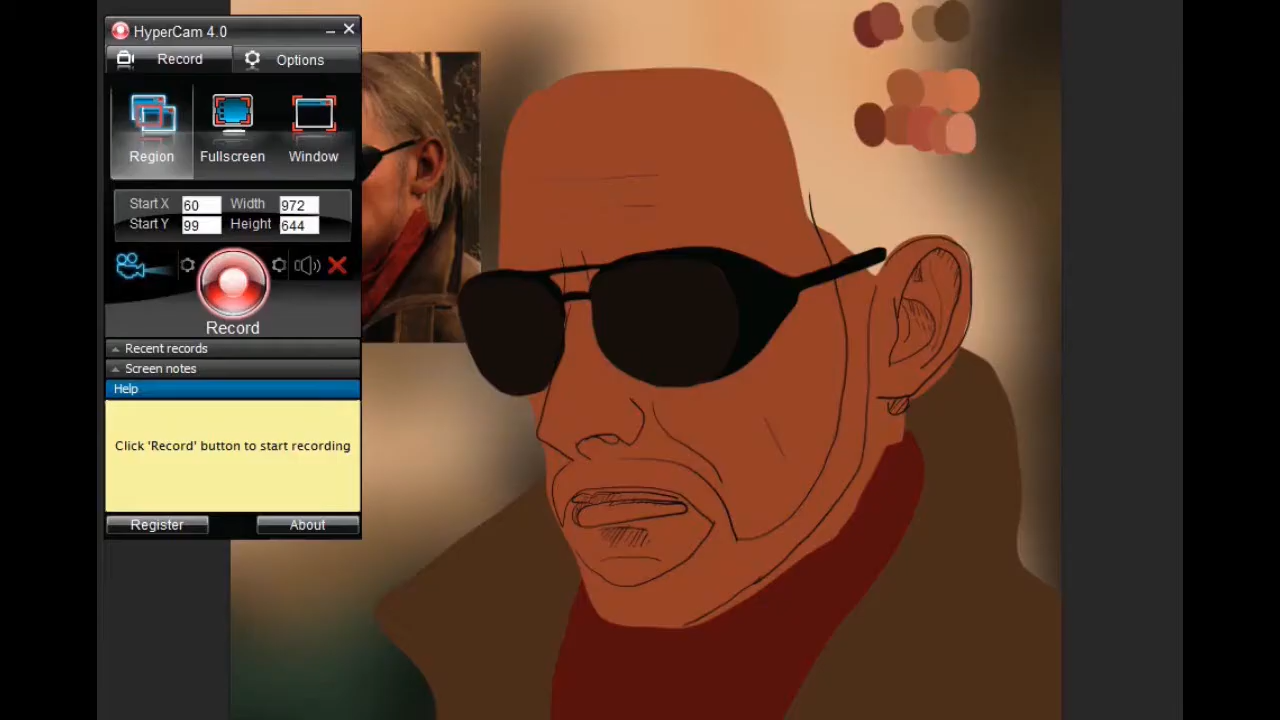 HyperCam 4.0
Record Options
Region Fullscreen Window
Start X 60 Width 972
Start Y 99 Height 644
Record
Recent records
Screen notes
Help
Click 'Record' button to start recording
Register About